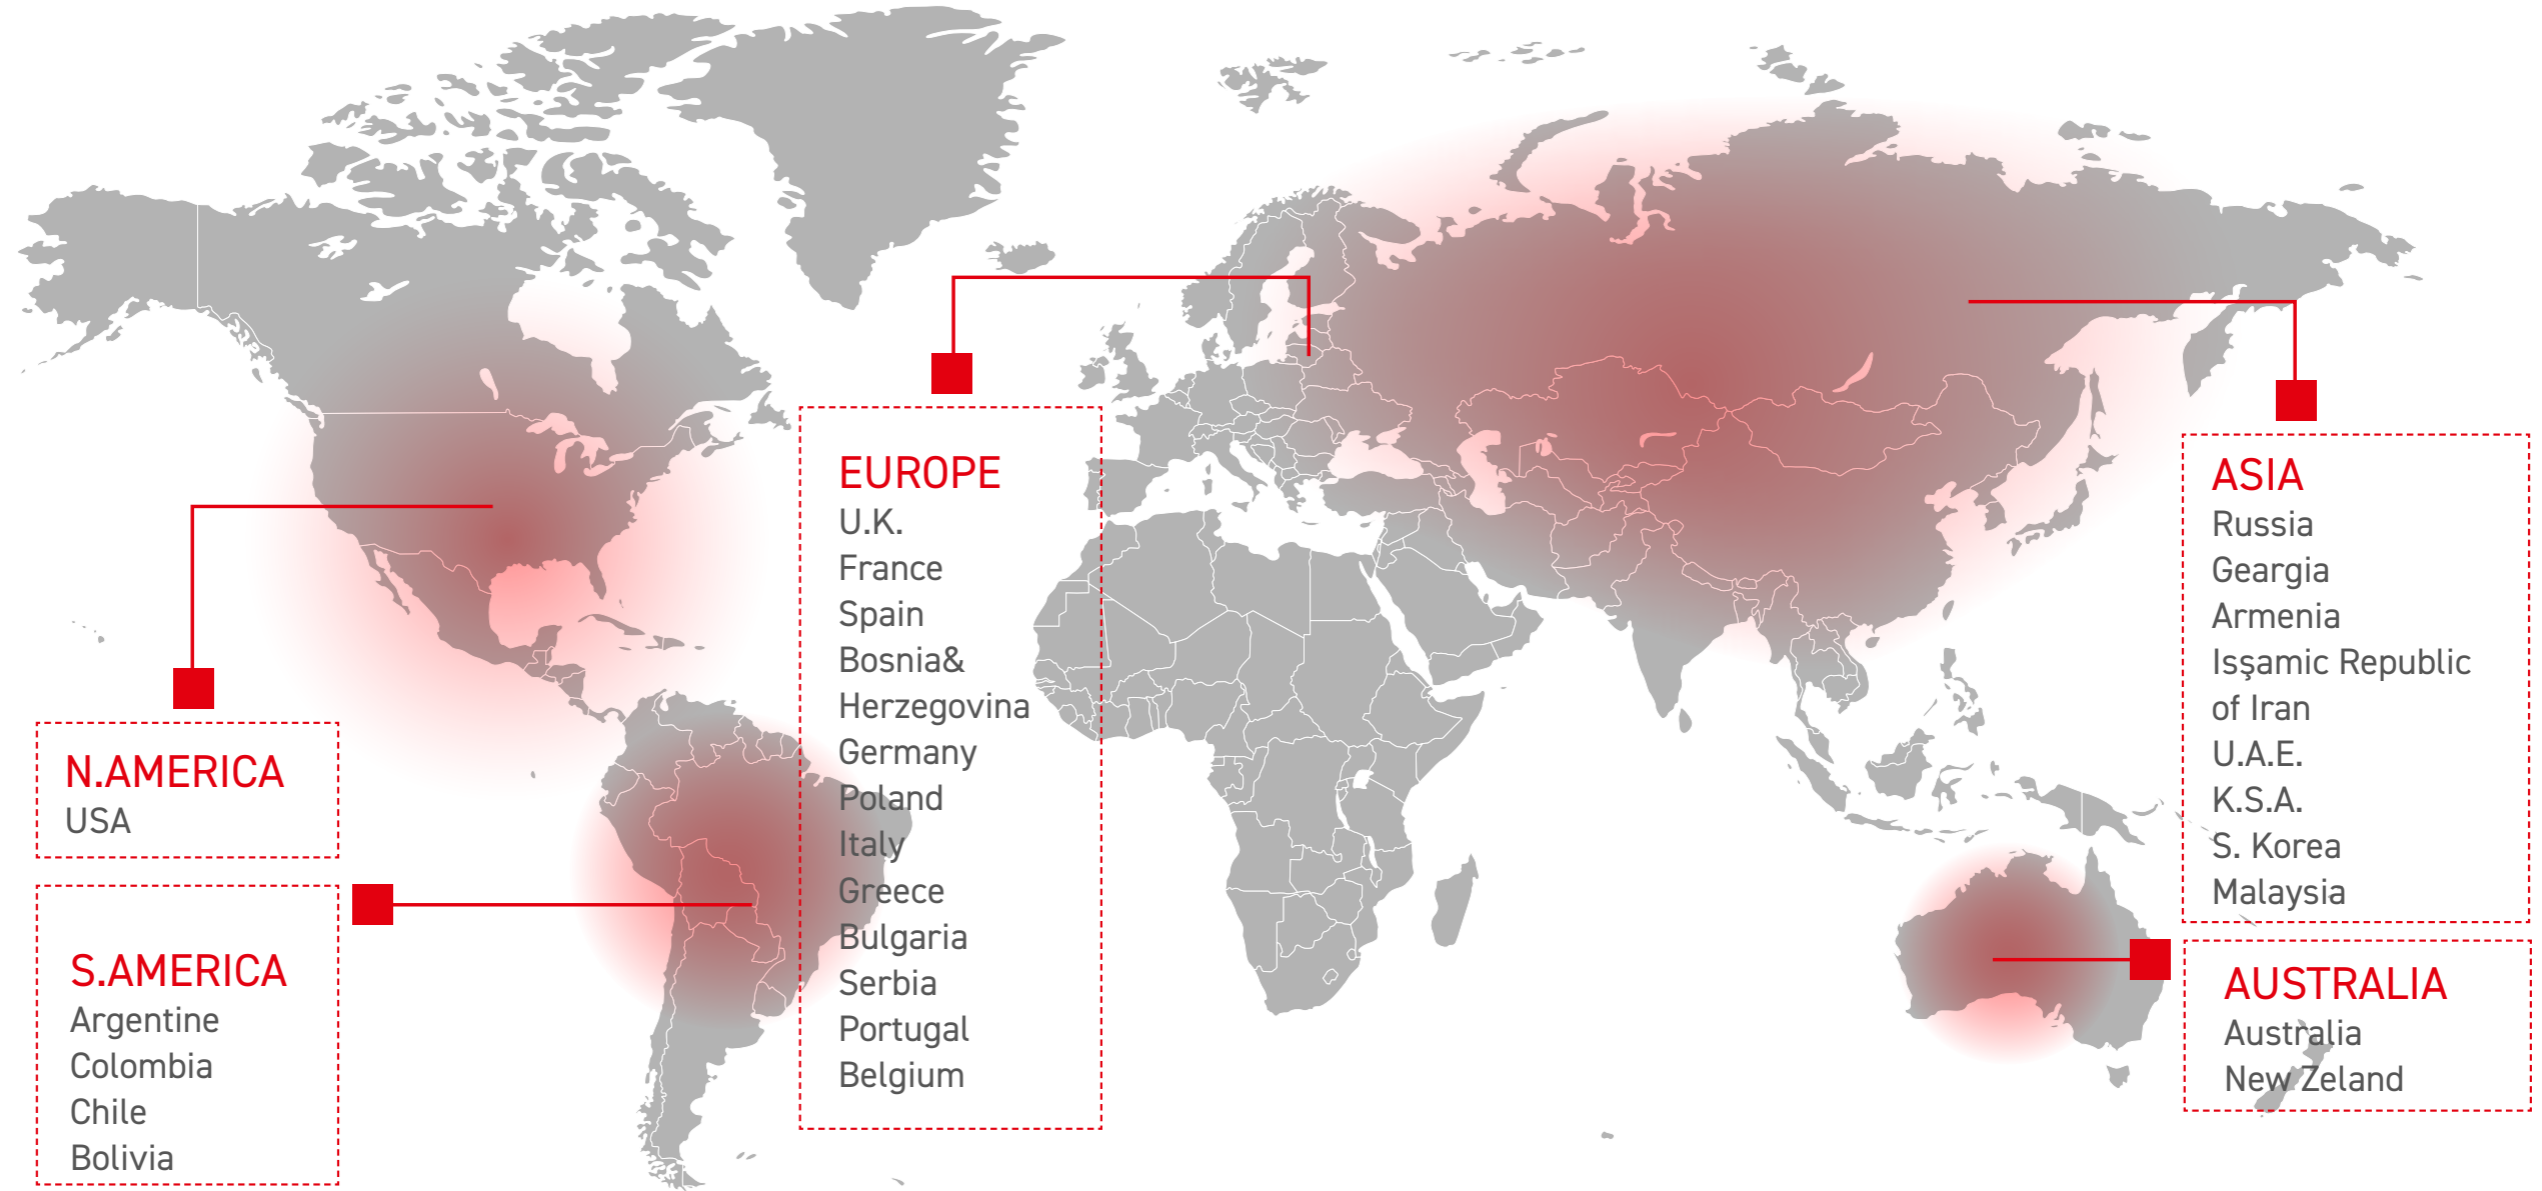 N.AMERICA
USA
S.AMERICA
Argentine
Colombia
Chile
Bolivia
EUROPE
U.K.
France
Spain
Bosnia&
Herzegovina
Germany
Poland
Italy
Greece
Bulgaria
Serbia
Portugal
Belgium
ASIA
Russia
Geargia
Armenia
Isşamic Republic
of Iran
U.A.E.
K.S.A.
S. Korea
Malaysia
AUSTRALIA
Australia
New Zeland